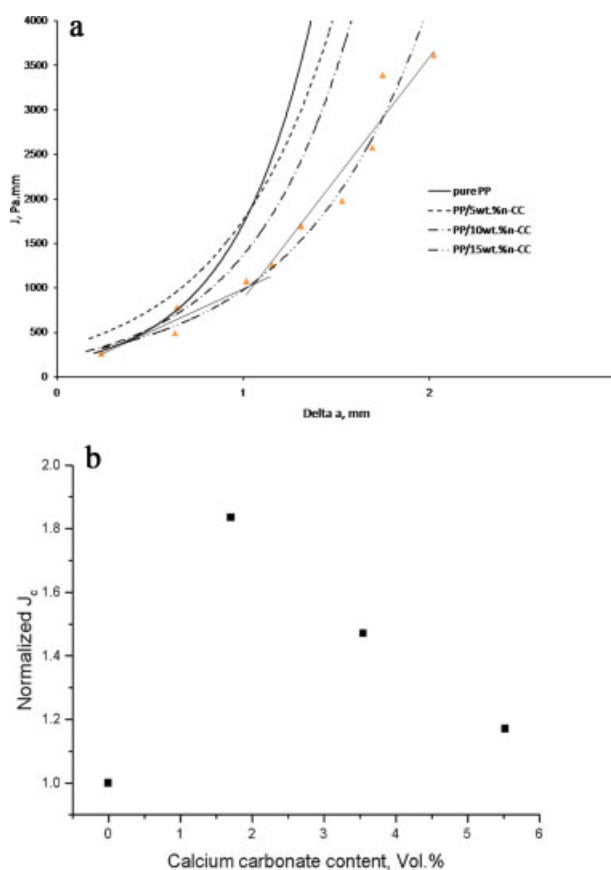 a
4000
3500
3000
2500
2000
1500
1000
500
0
J, Pa.mm
0 1 2
Delta a, mm
pure PP
PP/5wt.%n-CC
PP/10wt.%n-CC
PP/15wt.%n-CC
b
2.0
1.8
1.6
1.4
1.2
1.0
Normalized Jc
0 1 2 3 4 5 6
Calcium carbonate content, Vol.%